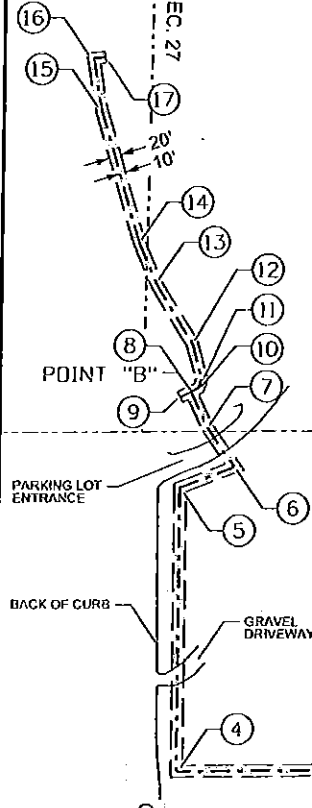 16
EC. 27
15
17
20'
10'
14
13
12
11
8
10
POINT "B"
7
9
PARKING LOT
ENTRANCE
6
5
BACK OF CURB
GRAVEL
DRIVEWAY
4